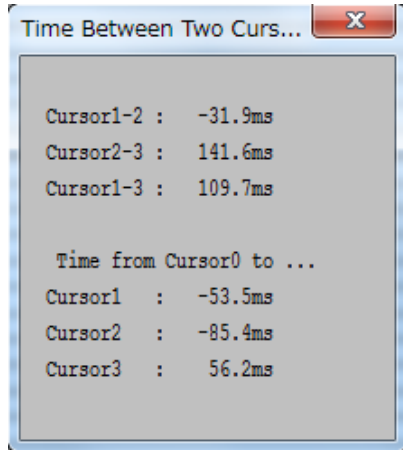 Time Between Two Curs...
Cursor1-2 : -31.9ms
Cursor2-3 : 141.6ms
Cursor1-3 : 109.7ms
Time from Cursor0 to ...
Cursor1 : -53.5ms
Cursor2 : -85.4ms
Cursor3 : 56.2ms